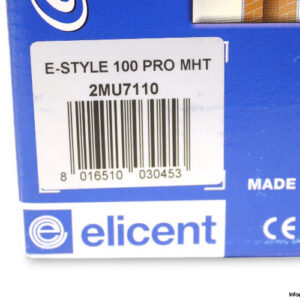 E-STYLE 100 PRO MHT
2MU7110
8 016510 030453
MADE
e elicent
CE